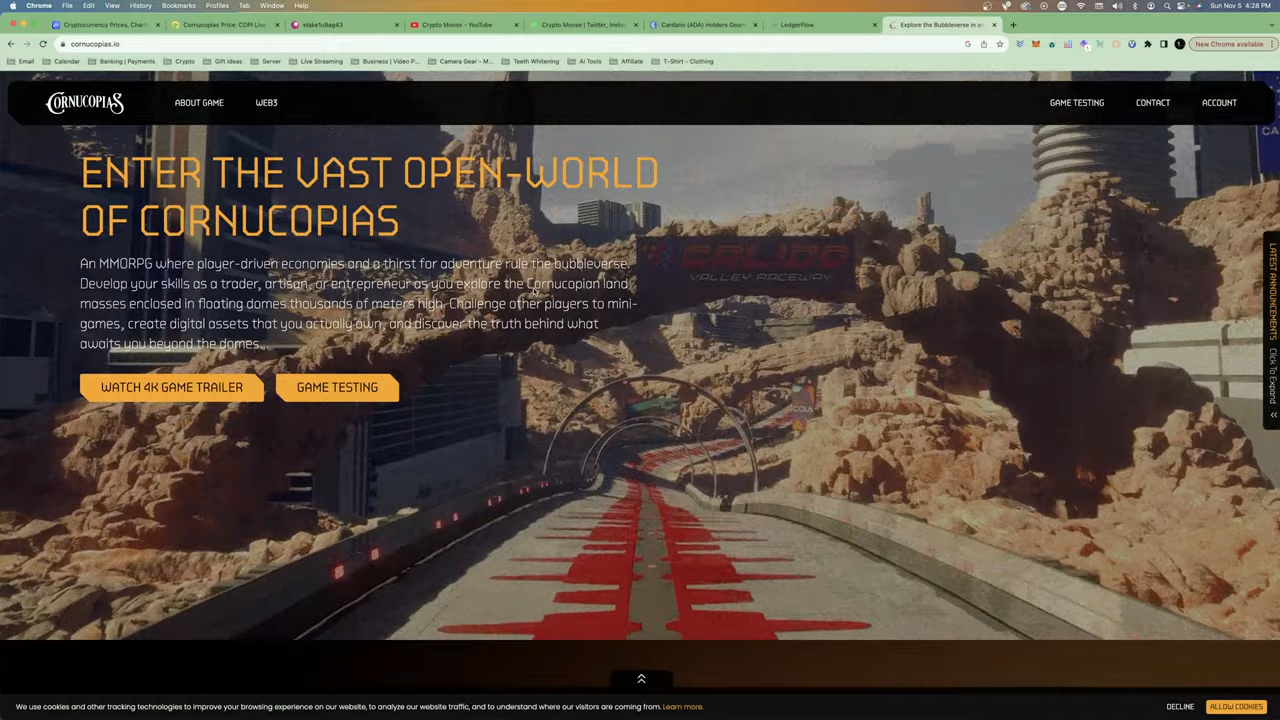 Chrome File Edit View History Bookmarks Profiles Tab Window Help Sun Nov 5 4:28 PM
Cryptocurrency Prices, Chart Cornucopias Price: COPI Live stake1u9ag43 Crypto Moose - YouTube Crypto Moose | Twitter, Instag Cardano (ADA) Holders Gears LedgerFlow Explore the Bubbleverse in a
cornucopias.io New Chrome available
Email Calendar Banking | Payments Crypto Gift Ideas Server Live Streaming Business | Video P... Camera Gear - M... Teeth Whitening Ai Tools Affiliate T-Shirt - Clothing
CORNUCOPIAS ABOUT GAME WEB3 GAME TESTING CONTACT ACCOUNT
ENTER THE VAST OPEN-WORLD
OF CORNUCOPIAS
An MMORPG where player-driven economies and a thirst for adventure rule the bubbleverse.
Develop your skills as a trader, artisan, or entrepreneur as you explore the Cornucopian land
masses enclosed in floating domes thousands of meters high. Challenge other players to mini-
games, create digital assets that you actually own, and discover the truth behind what
awaits you beyond the domes...
WATCH 4K GAME TRAILER GAME TESTING
VALLEY RACEWAY
LATEST ANNOUNCEMENTS Click To Expand
We use cookies and other tracking technologies to improve your browsing experience on our website, to analyze our website traffic, and to understand where our visitors are coming from. Learn more.
DECLINE ALLOW COOKIES